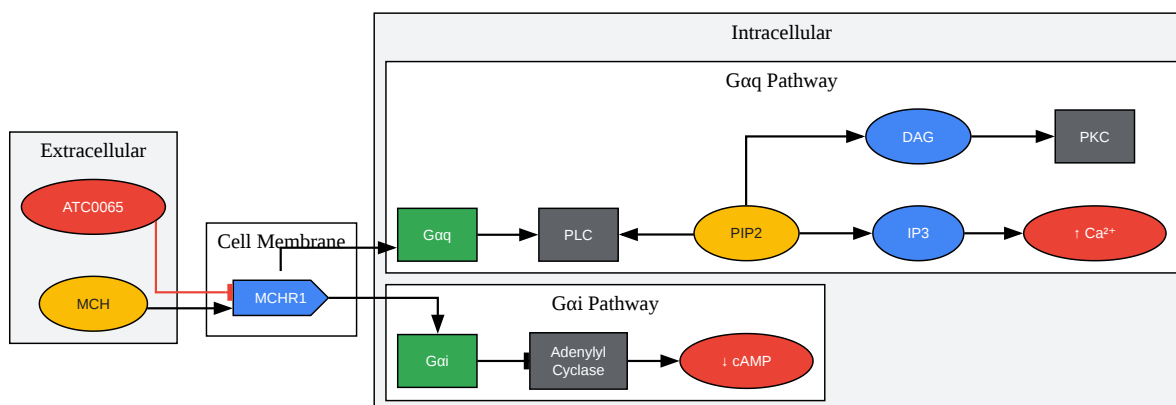 Intracellular
Gαq Pathway
DAG
PKC
Extracellular
ATC0065
Cell Membrane
Gαq
PLC
PIP2
IP3
↑ Ca²⁺
MCH
MCHR1
Gαi Pathway
Gαi
Adenylyl
Cyclase
↓ cAMP